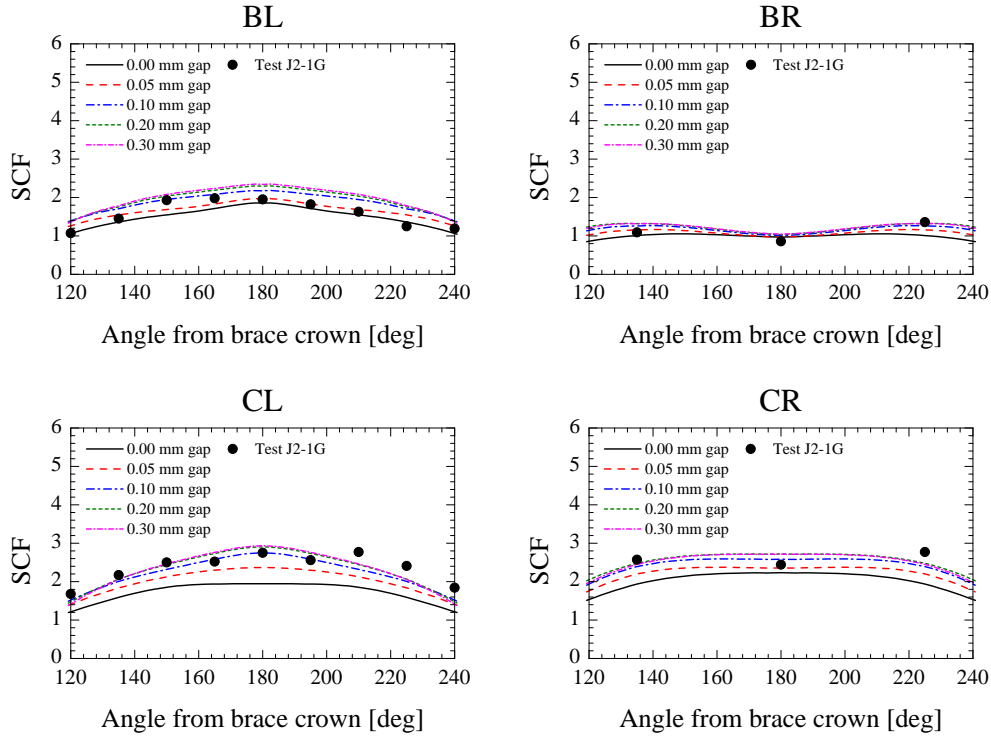 BL
6
5
4
3
2
1
0
SCF
0.00 mm gap
0.05 mm gap
0.10 mm gap
0.20 mm gap
0.30 mm gap
Test J2-1G
120 140 160 180 200 220 240
Angle from brace crown [deg]
BR
6
5
4
3
2
1
0
SCF
0.00 mm gap
0.05 mm gap
0.10 mm gap
0.20 mm gap
0.30 mm gap
Test J2-1G
120 140 160 180 200 220 240
Angle from brace crown [deg]
CL
6
5
4
3
2
1
0
SCF
0.00 mm gap
0.05 mm gap
0.10 mm gap
0.20 mm gap
0.30 mm gap
Test J2-1G
120 140 160 180 200 220 240
Angle from brace crown [deg]
CR
6
5
4
3
2
1
0
SCF
0.00 mm gap
0.05 mm gap
0.10 mm gap
0.20 mm gap
0.30 mm gap
Test J2-1G
120 140 160 180 200 220 240
Angle from brace crown [deg]